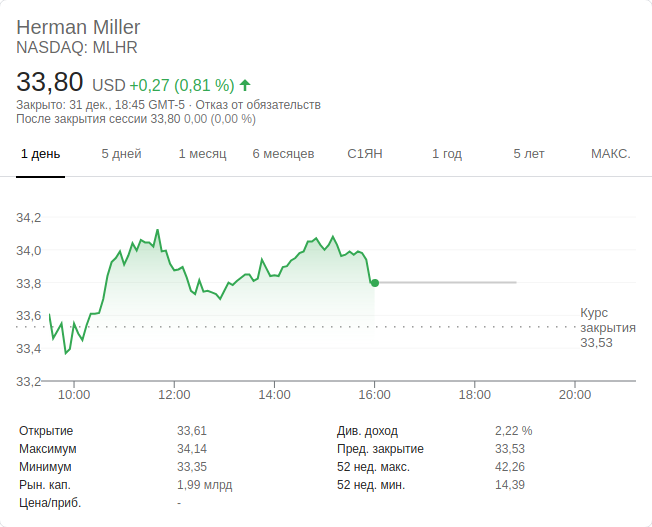 Herman Miller
NASDAQ: MLHR
33,80 USD +0,27 (0,81 %)
Закрыто: 31 дек., 18:45 GMT-5 · Отказ от обязательств
После закрытия сессии 33,80 0,00 (0,00 %)
1 день 5 дней 1 месяц 6 месяцев С1ЯН 1 год 5 лет МАКС.
34,2
34,0
33,8
33,6
33,4
33,2
Курс
закрытия
33,53
10:00 12:00 14:00 16:00 18:00 20:00
Открытие 33,61 Див. доход 2,22 %
Максимум 34,14 Пред. закрытие 33,53
Минимум 33,35 52 нед. макс. 42,26
Рын. кап. 1,99 млрд 52 нед. мин. 14,39
Цена/приб. -